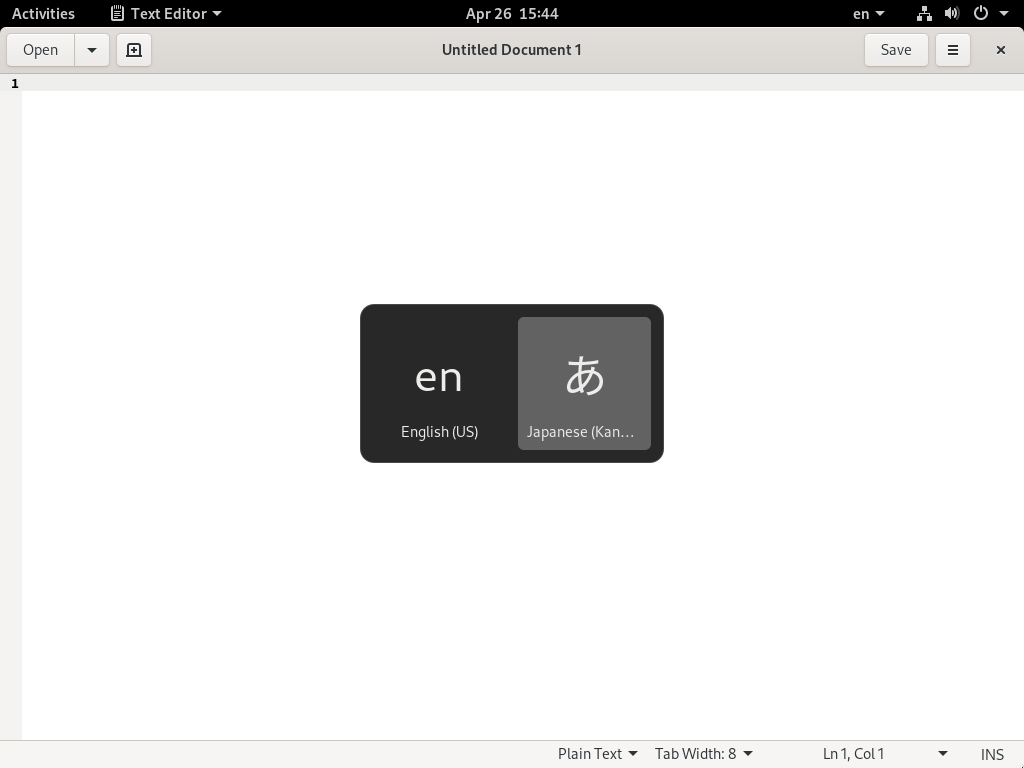 Activities Text Editor Apr 26 15:44 en
Open Untitled Document 1 Save
1
en あ
English (US) Japanese (Kan...
Plain Text Tab Width: 8 Ln 1, Col 1 INS